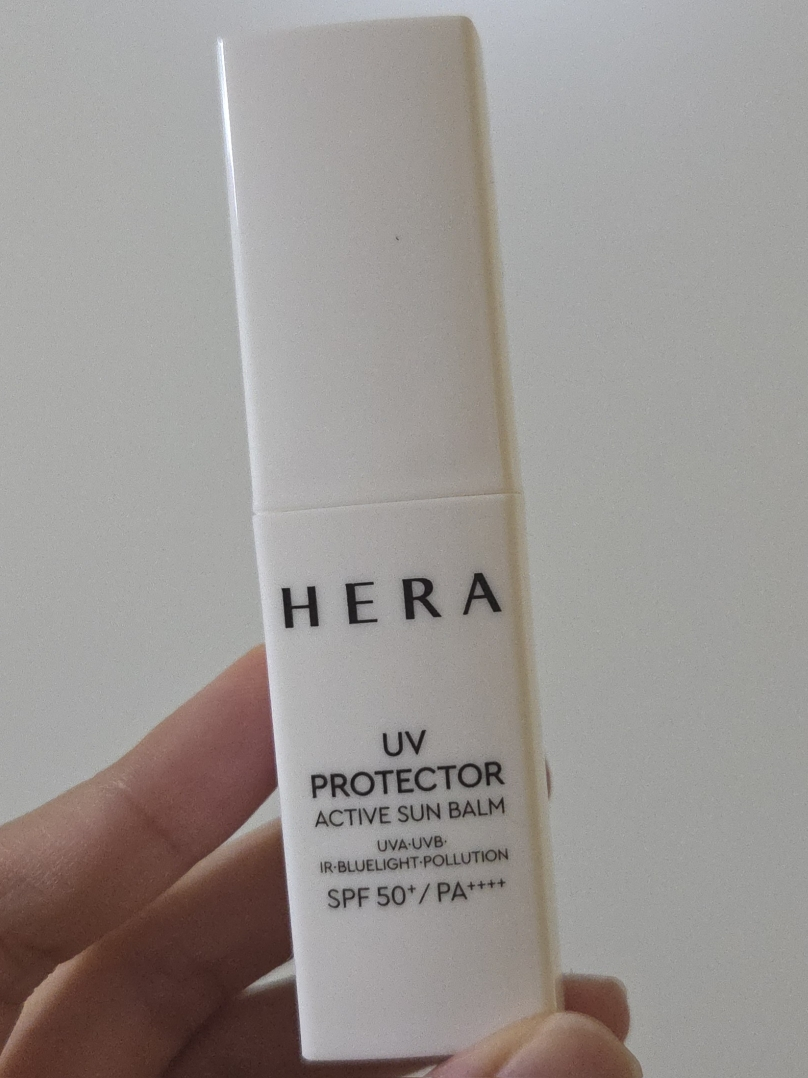 HERA
UV
PROTECTOR
ACTIVE SUN BALM
UVA·UVB·
IR·BLUELIGHT·POLLUTION
SPF 50⁺/ PA⁺⁺⁺⁺